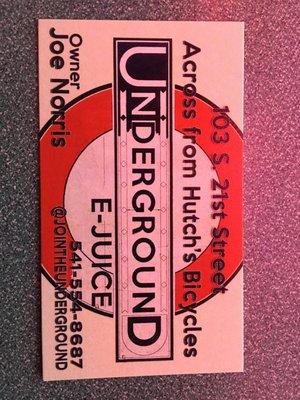 103 S. 21st Street
Across from Hutch's Bicycles
UNDERGROUND
E-JUICE
Owner
Joe Norris
541-554-8687
@JOINTHEUNDERGROUND